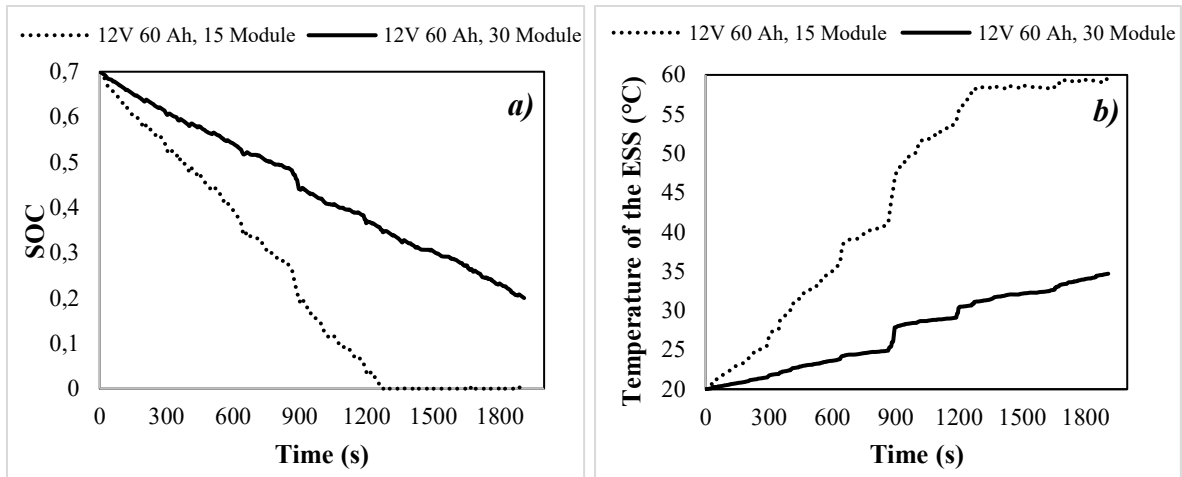 12V 60 Ah, 15 Module
12V 60 Ah, 30 Module
a)
SOC
0,7
0,6
0,5
0,4
0,3
0,2
0,1
0
0 300 600 900 1200 1500 1800
Time (s)
12V 60 Ah, 15 Module
12V 60 Ah, 30 Module
b)
Temperature of the ESS (°C)
60
55
50
45
40
35
30
25
20
0 300 600 900 1200 1500 1800
Time (s)